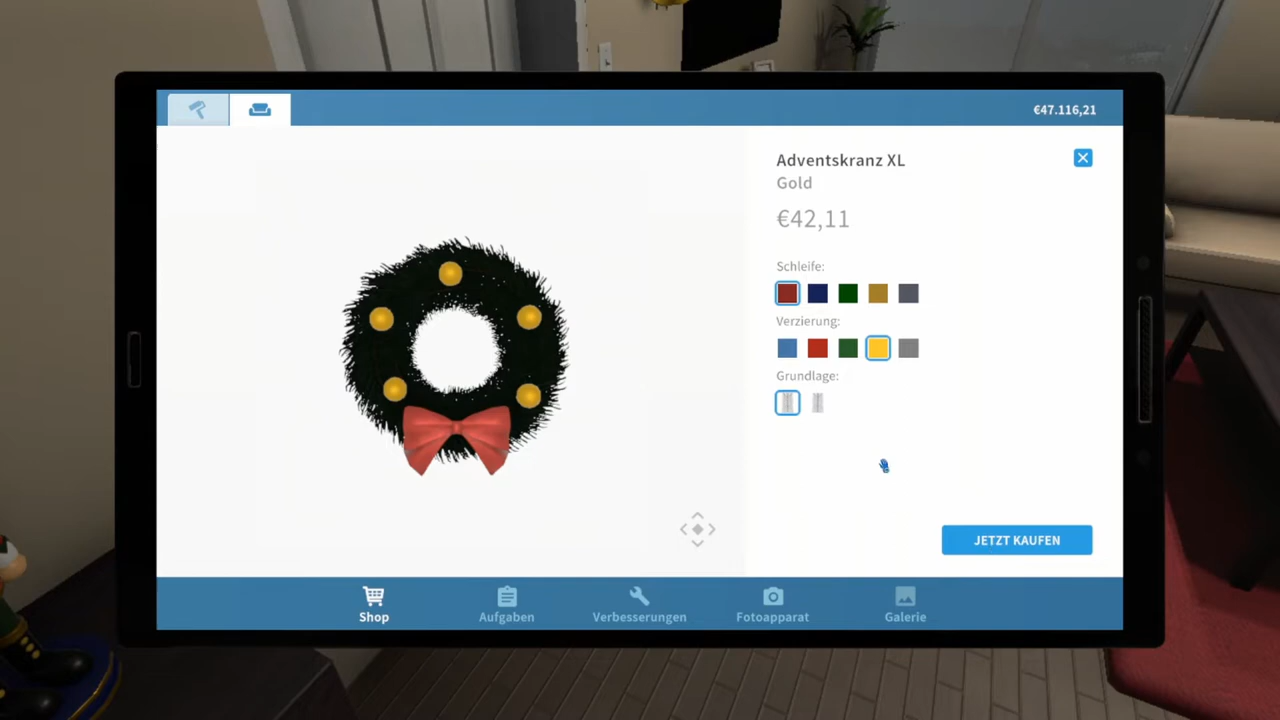 €47.116,21
Adventskranz XL
Gold
€42,11
Schleife:
Verzierung:
Grundlage:
JETZT KAUFEN
Shop
Aufgaben
Verbesserungen
Fotoapparat
Galerie